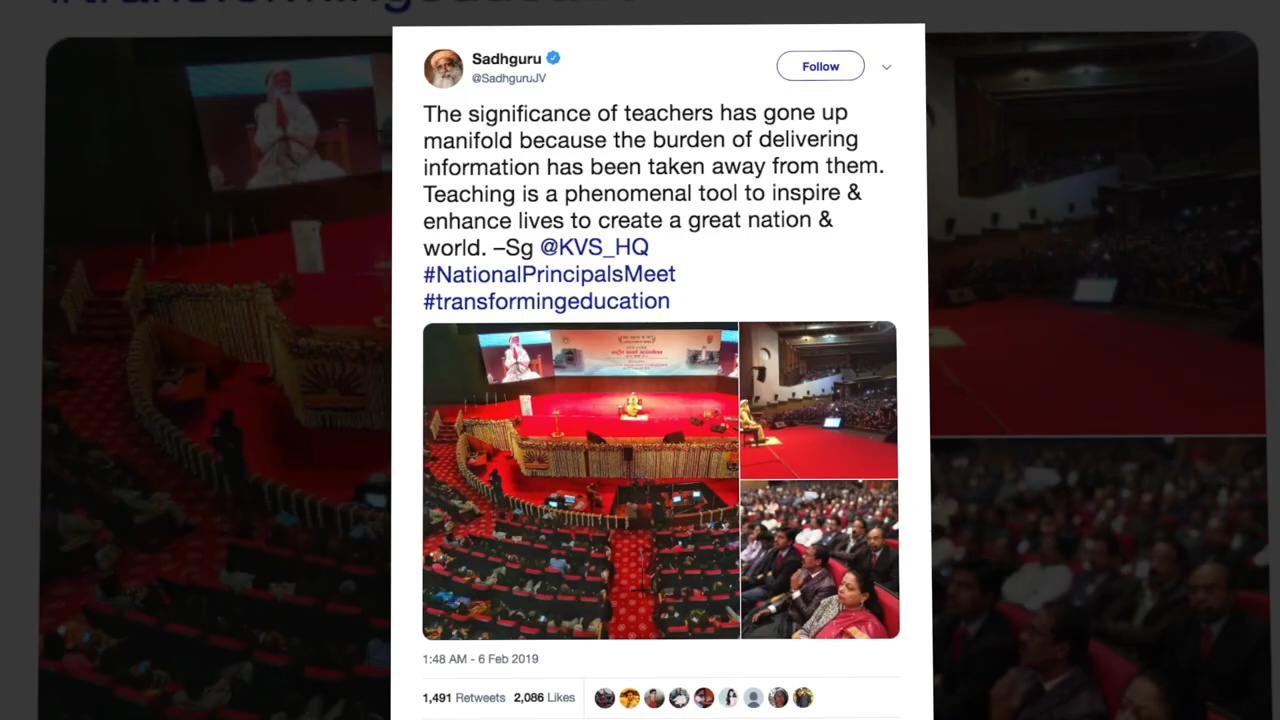 Sadhguru
@SadhguruJV
Follow
The significance of teachers has gone up
manifold because the burden of delivering
information has been taken away from them.
Teaching is a phenomenal tool to inspire &
enhance lives to create a great nation &
world. –Sg @KVS_HQ
#NationalPrincipalsMeet
#transformingeducation
1:48 AM - 6 Feb 2019
1,491 Retweets 2,086 Likes